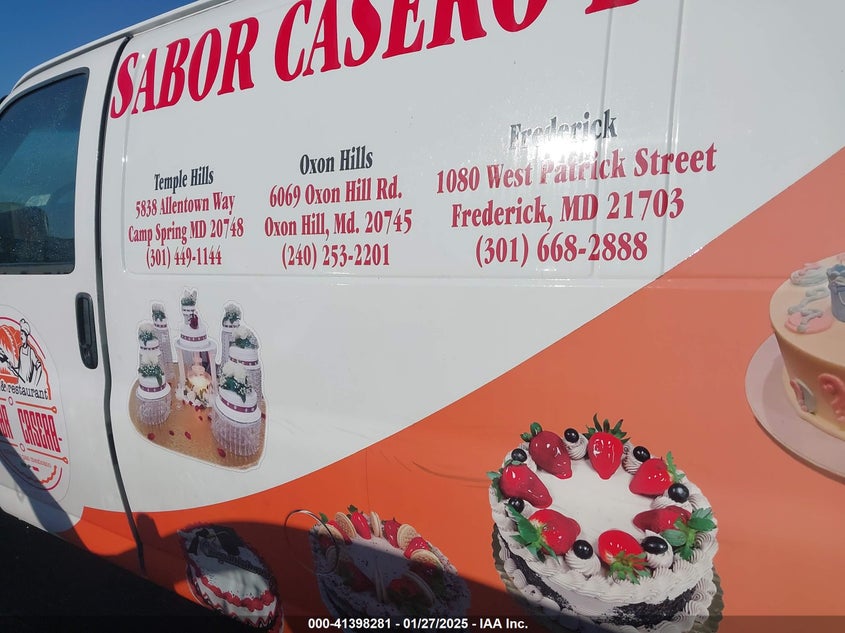 SABOR CASERO
Temple Hills
5838 Allentown Way
Camp Spring MD 20748
(301) 449-1144
Oxon Hills
6069 Oxon Hill Rd.
Oxon Hill, Md. 20745
(240) 253-2201
Frederick
1080 West Patrick Street
Frederick, MD 21703
(301) 668-2888
& restaurant
CASERA
000-41398281 - 01/27/2025 - IAA Inc.